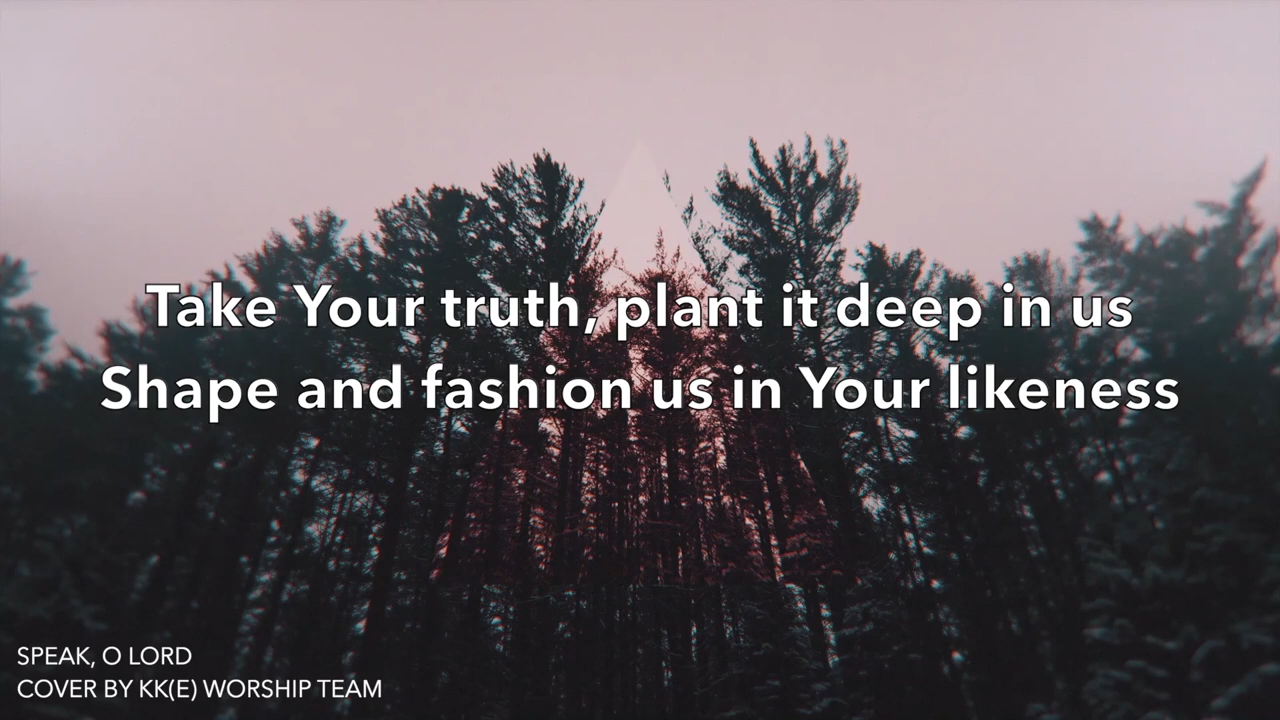 Take Your truth, plant it deep in us
Shape and fashion us in Your likeness
SPEAK, O LORD
COVER BY KK(E) WORSHIP TEAM